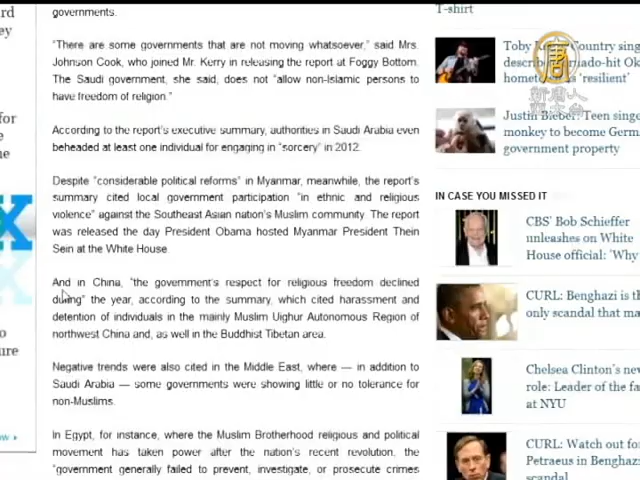 governments.
"There are some governments that are not moving whatsoever," said Mrs.
Johnson Cook, who joined Mr. Kerry in releasing the report at Foggy Bottom.
The Saudi government, she said, does not "allow non-Islamic persons to
have freedom of religion."
According to the report's executive summary, authorities in Saudi Arabia even
beheaded at least one individual for engaging in "sorcery" in 2012.
Despite "considerable political reforms" in Myanmar, meanwhile, the report's
summary cited local government participation "in ethnic and religious
violence" against the Southeast Asian nation's Muslim community. The report
was released the day President Obama hosted Myanmar President Thein
Sein at the White House.
And in China, "the government's respect for religious freedom declined
during" the year, according to the summary, which cited harassment and
detention of individuals in the mainly Muslim Uighur Autonomous Region of
northwest China and, as well in the Buddhist Tibetan area.
Negative trends were also cited in the Middle East, where — in addition to
Saudi Arabia — some governments were showing little or no tolerance for
non-Muslims.
In Egypt, for instance, where the Muslim Brotherhood religious and political
movement has taken power after the nation's recent revolution, the
"government generally failed to prevent, investigate, or prosecute crimes
T-shirt
Toby Country sing
descri nado-hit Ok
homet is 'resilient'
Justin Bieber: Teen singe
monkey to become Germ
government property
IN CASE YOU MISSED IT
CBS' Bob Schieffer
unleashes on White
House official: 'Why
CURL: Benghazi is th
only scandal that ma
Chelsea Clinton's new
role: Leader of the fa
at NYU
CURL: Watch out fo
Petraeus in Benghaz
scandal
唐
新唐人